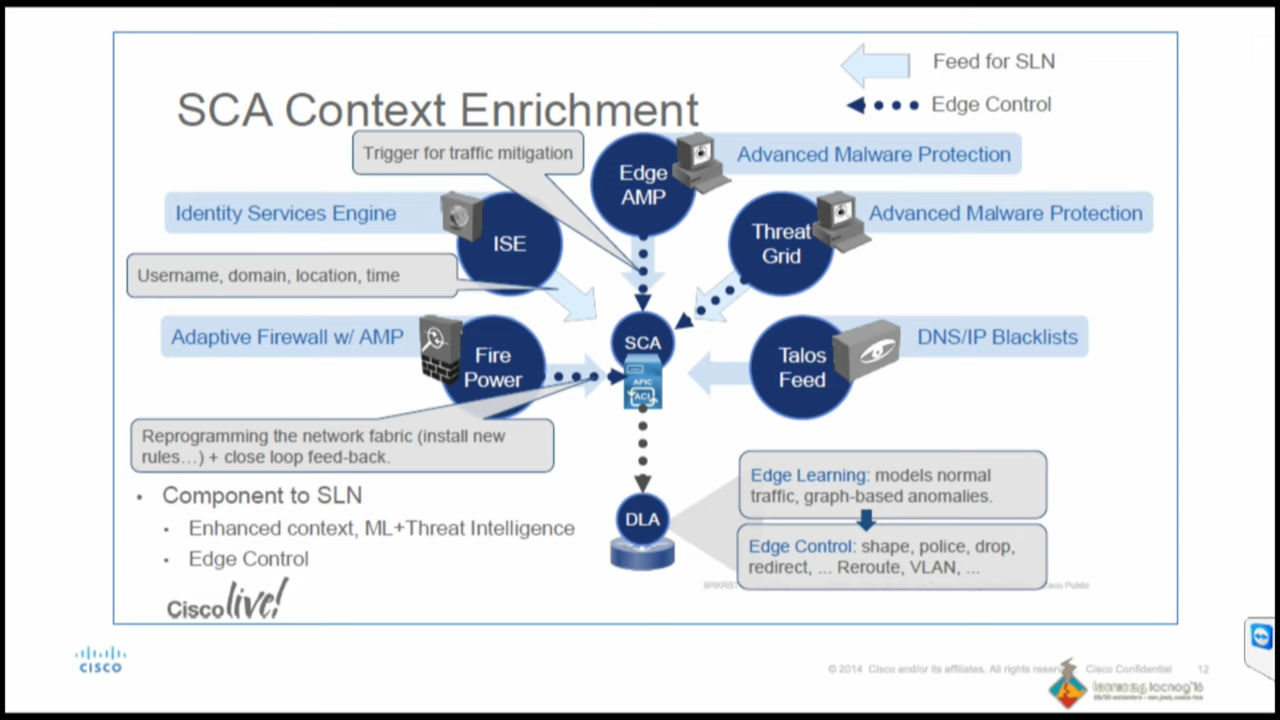 Feed for SLN
Edge Control
SCA Context Enrichment
Trigger for traffic mitigation
Edge
AMP
Advanced Malware Protection
Identity Services Engine
ISE
Threat
Grid
Advanced Malware Protection
Username, domain, location, time
Adaptive Firewall w/ AMP
Fire
Power
SCA
APIC
ACI
Talos
Feed
DNS/IP Blacklists
Reprogramming the network fabric (install new
rules…) + close loop feed-back.
Edge Learning: models normal
traffic, graph-based anomalies.
• Component to SLN
• Enhanced context, ML+Threat Intelligence
• Edge Control
DLA
Edge Control: shape, police, drop,
redirect, ... Reroute, VLAN, ...
Cisco live!
Public
CISCO
© 2014 Cisco and/or its affiliates. All rights Cisco Confidential 12
lacnog'16